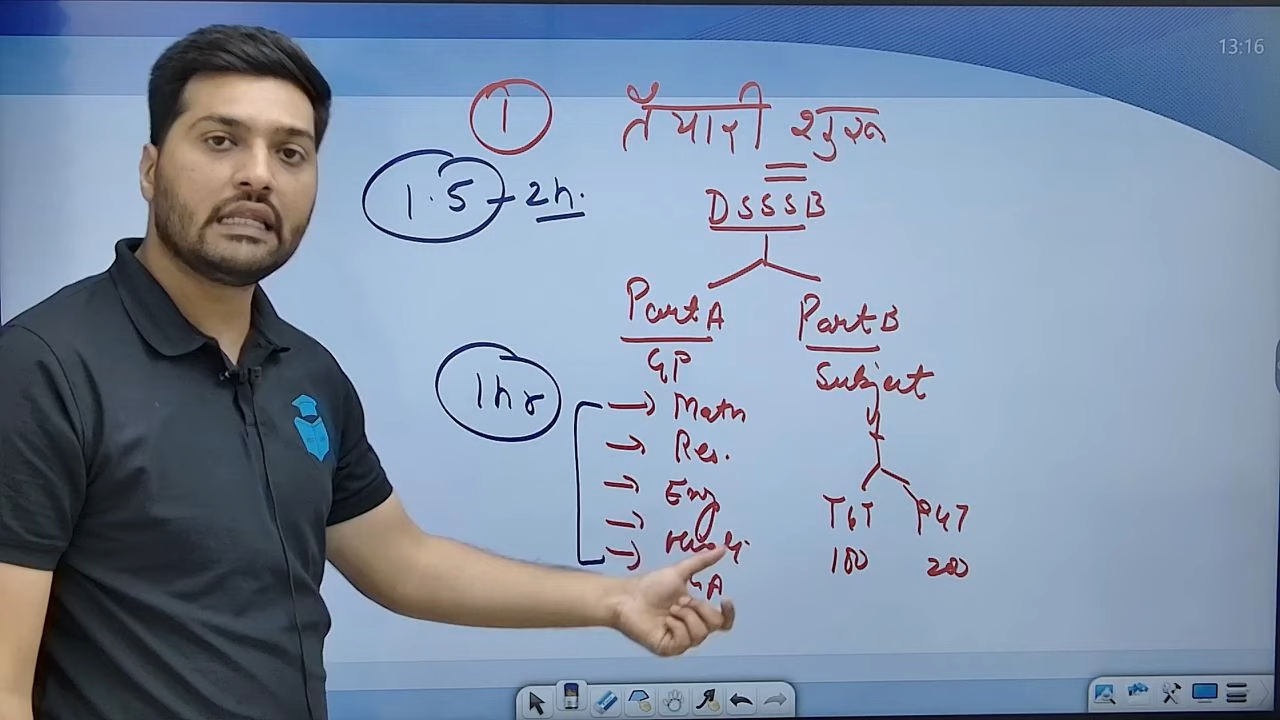 13:16
① तैयारी शुरू
1.5 - 2h.
DSSSB
Part A
Part B
GP
Subject
1hr
→ Math
→ Res.
→ Eng
→ Hindi
→ GA
TGT
PGT
100
200